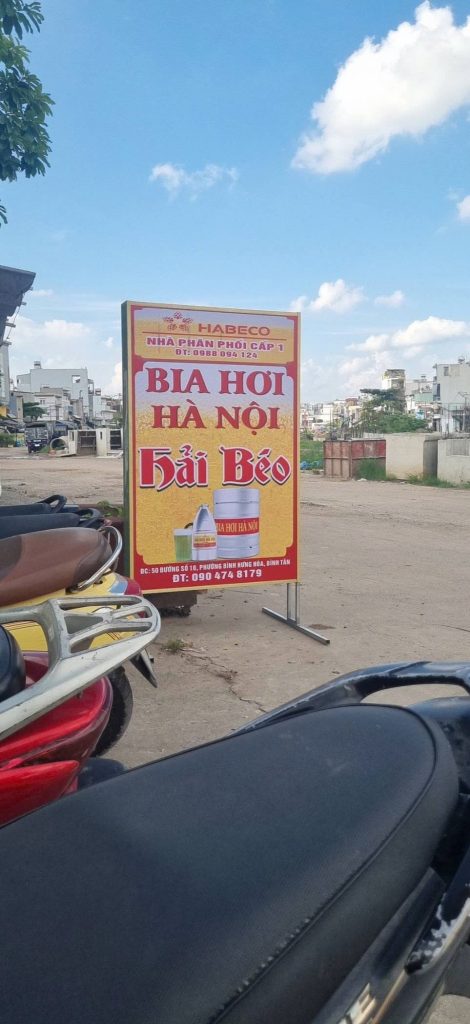 HABECO
NHÀ PHÂN PHỐI CẤP 1
ĐT: 0988 094 124
BIA HƠI
HÀ NỘI
Hải Béo
BIA HƠI HÀ NỘI
ĐC: 50 ĐƯỜNG SỐ 16, PHƯỜNG BÌNH HƯNG HÒA, BÌNH TÂN
ĐT: 090 474 8179